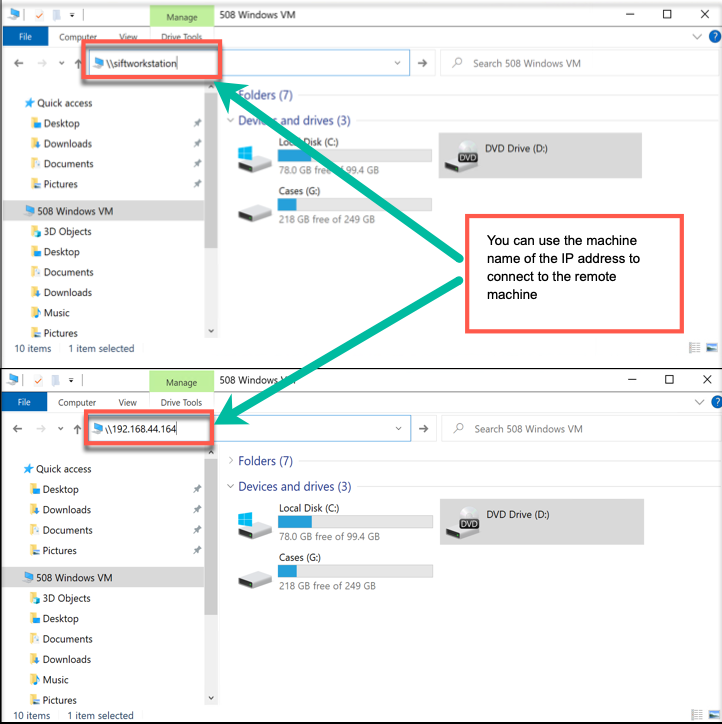 Manage
508 Windows VM
File
Computer
View
Drive Tools
?
\\siftworkstation
Search 508 Windows VM
Quick access
Desktop
Downloads
Documents
Pictures
508 Windows VM
3D Objects
Desktop
Documents
Downloads
Music
Pictures
Folders (7)
Devices and drives (3)
Local Disk (C:)
78.0 GB free of 99.4 GB
DVD
DVD Drive (D:)
Cases (G:)
218 GB free of 249 GB
You can use the machine
name of the IP address to
connect to the remote
machine
10 items
1 item selected
Manage
508 Windows VM
File
Computer
View
Drive Tools
?
\\192.168.44.164
Search 508 Windows VM
Quick access
Desktop
Downloads
Documents
Pictures
508 Windows VM
3D Objects
Desktop
Documents
Downloads
Music
Pictures
Folders (7)
Devices and drives (3)
Local Disk (C:)
78.0 GB free of 99.4 GB
DVD
DVD Drive (D:)
Cases (G:)
218 GB free of 249 GB
10 items
1 item selected